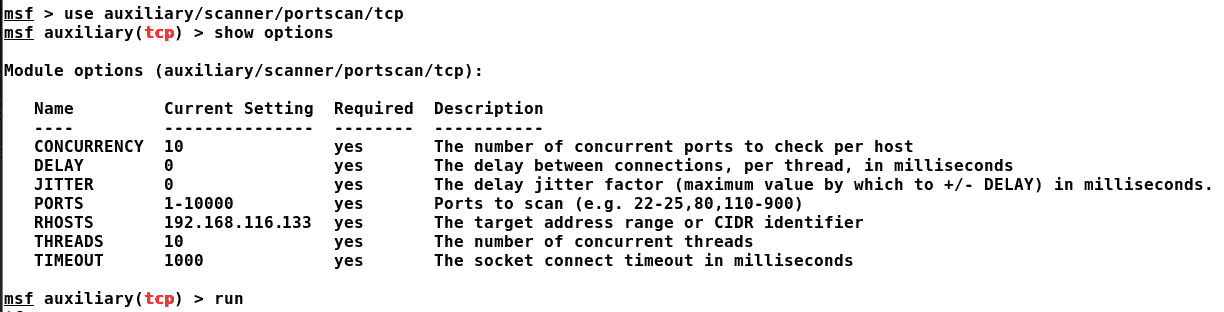 msf > use auxiliary/scanner/portscan/tcp
msf auxiliary(tcp) > show options
Module options (auxiliary/scanner/portscan/tcp):
Name Current Setting Required Description
---- --------------- -------- -----------
CONCURRENCY 10 yes The number of concurrent ports to check per host
DELAY 0 yes The delay between connections, per thread, in milliseconds
JITTER 0 yes The delay jitter factor (maximum value by which to +/- DELAY) in milliseconds.
PORTS 1-10000 yes Ports to scan (e.g. 22-25,80,110-900)
RHOSTS 192.168.116.133 yes The target address range or CIDR identifier
THREADS 10 yes The number of concurrent threads
TIMEOUT 1000 yes The socket connect timeout in milliseconds
msf auxiliary(tcp) > run